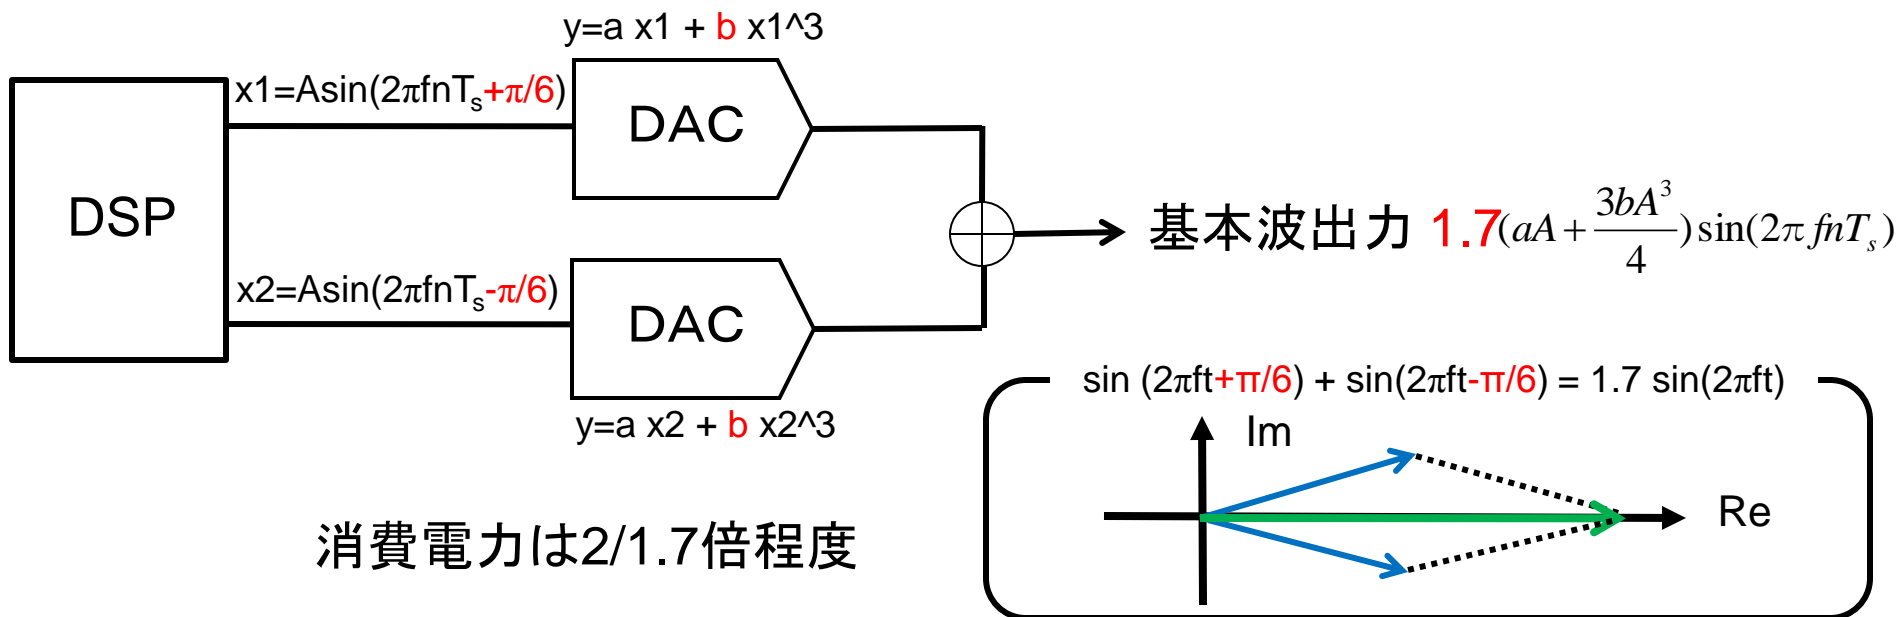 y=a x1 + b x1^3
x1=Asin(2πfnTs+π/6)
DAC
DSP
基本波出力 1.7(aA+3bA^3/4)sin(2π fnTs)
x2=Asin(2πfnTs-π/6)
DAC
y=a x2 + b x2^3
sin (2πft+π/6) + sin(2πft-π/6) = 1.7 sin(2πft)
Im
Re
消費電力は2/1.7倍程度